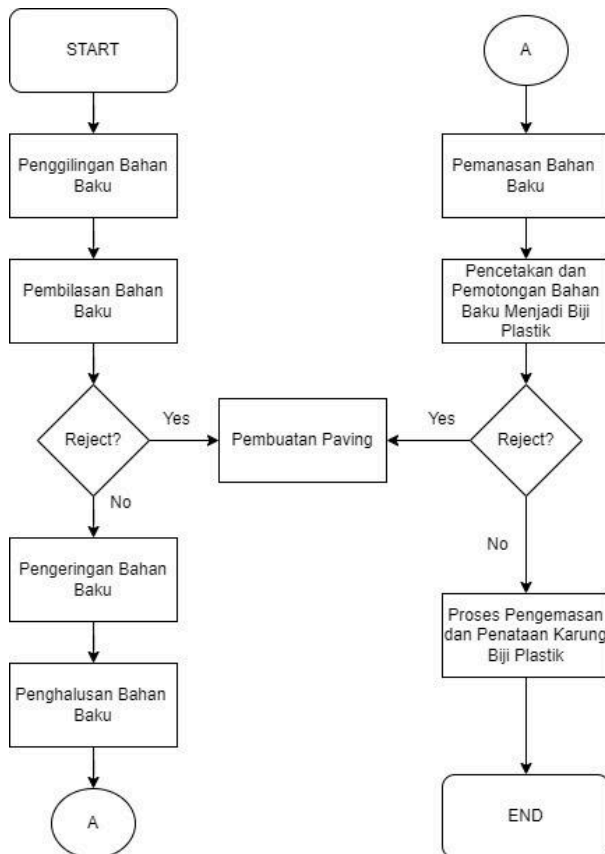 START
Penggilingan Bahan
Baku
Pembilasan Bahan
Baku
Reject?
Yes
No
Pembuatan Paving
Pengeringan Bahan
Baku
Penghalusan Bahan
Baku
A
A
Pemanasan Bahan
Baku
Pencetakan dan
Pemotongan Bahan
Baku Menjadi Biji
Plastik
Reject?
Yes
No
Proses Pengemasan
dan Penataan Karung
Biji Plastik
END